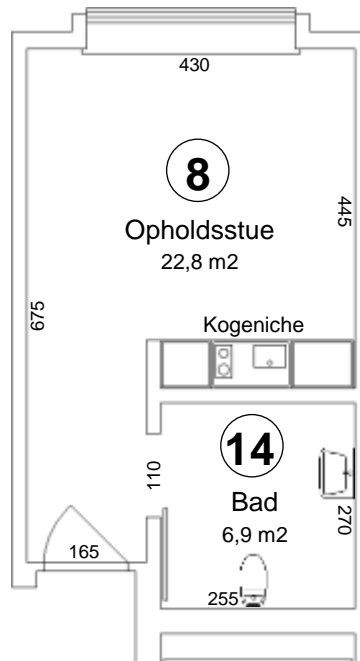 430
8
445
Opholdsstue
22,8 m2
675
Kogeniche
14
110
Bad
270
6,9 m2
165
255